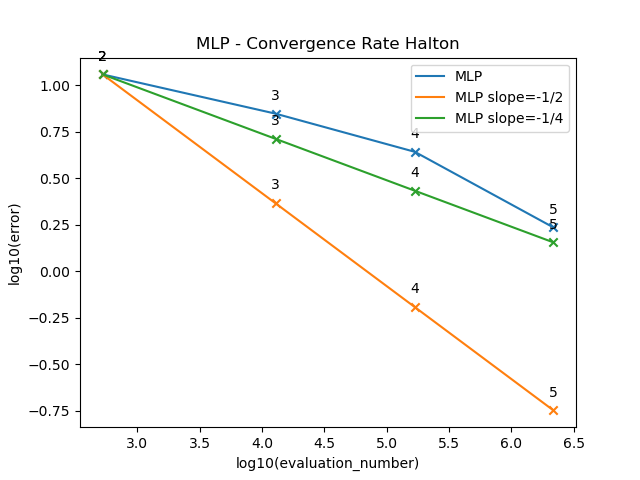 MLP - Convergence Rate Halton
2
3
3
3
4
4
4
5
5
5
MLP
MLP slope=-1/2
MLP slope=-1/4
1.00
0.75
0.50
0.25
0.00
−0.25
−0.50
−0.75
log10(error)
3.0 3.5 4.0 4.5 5.0 5.5 6.0 6.5
log10(evaluation_number)